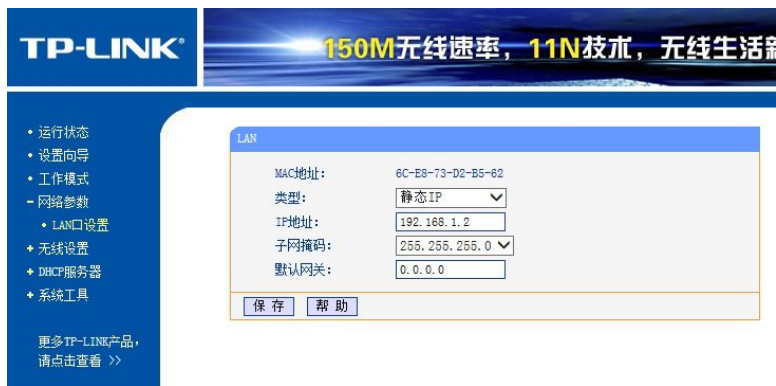 TP-LINK®
150M无线速率，11N技术，无线生活新
• 运行状态
• 设置向导
• 工作模式
- 网络参数
• LAN口设置
+ 无线设置
+ DHCP服务器
+ 系统工具
更多TP-LINK产品，
请点击查看 >>
LAN
MAC地址： 6C-E8-73-D2-B5-62
类型： 静态IP
IP地址： 192.168.1.2
子网掩码： 255.255.255.0
默认网关： 0.0.0.0
保存 帮助